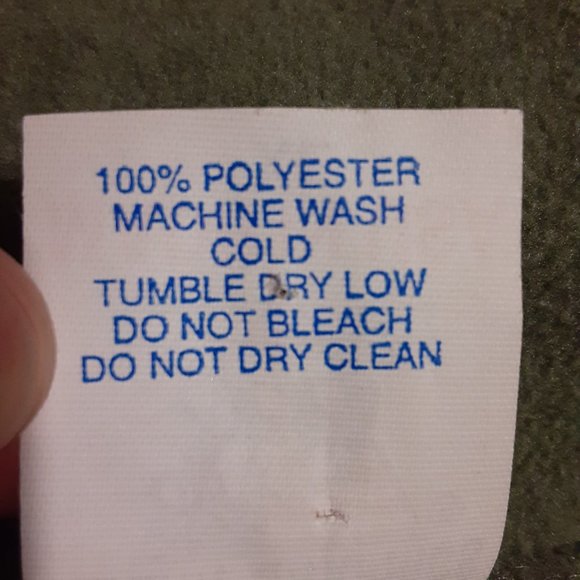 100% POLYESTER
MACHINE WASH
COLD
TUMBLE DRY LOW
DO NOT BLEACH
DO NOT DRY CLEAN